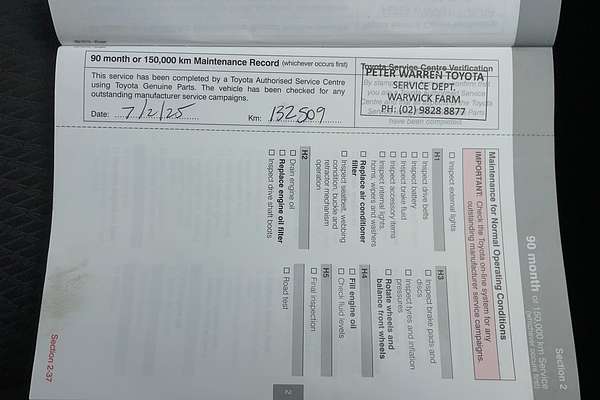 90 month or 150,000 km Maintenance Record (whichever occurs first)
This service has been completed by a Toyota Authorised Service Centre
using Toyota Genuine Parts. The vehicle has been checked for any
outstanding manufacturer service campaigns.
Date: 7/2/25 Km: 132509
Toyota Service Centre Verification
PETER WARREN TOYOTA
SERVICE DEPT.
WARWICK FARM
PH: (02) 9828 8877
have been completed
Section 2
90 month or 150,000 km Service
(whichever occurs first)
Maintenance for Normal Operating Conditions
IMPORTANT: Check the Toyota on-line system for any
outstanding manufacturer service campaigns.
☐ Inspect external lights
H1
☐ Inspect drive belts
☐ Inspect battery
☐ Inspect brake fluid
☐ Inspect accessory items
☐ Inspect internal lights,
horns, wipers and washers
☐ Replace air conditioner
filter
☐ Inspect seatbelt, webbing
condition, buckle and
retractor mechanism
operation
H2
☐ Drain engine oil
☐ Replace engine oil filter
☐ Inspect drive shaft boots
H3
☐ Inspect brake pads and
discs
☐ Inspect tyres and inflation
pressures
☐ Rotate wheels and
balance front wheels
H4
☐ Fill engine oil
☐ Check fluid levels
H5
☐ Final inspection
☐ Road test
2
Section 2-37